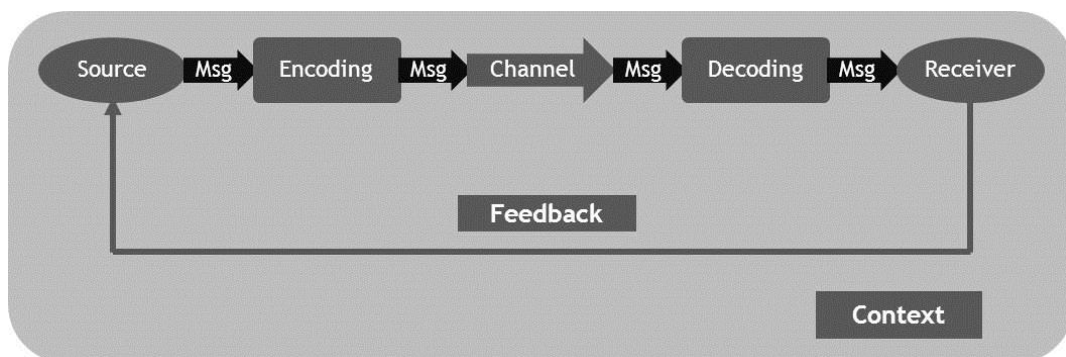 Source Msg Encoding Msg Channel Msg Decoding Msg Receiver
Feedback
Context